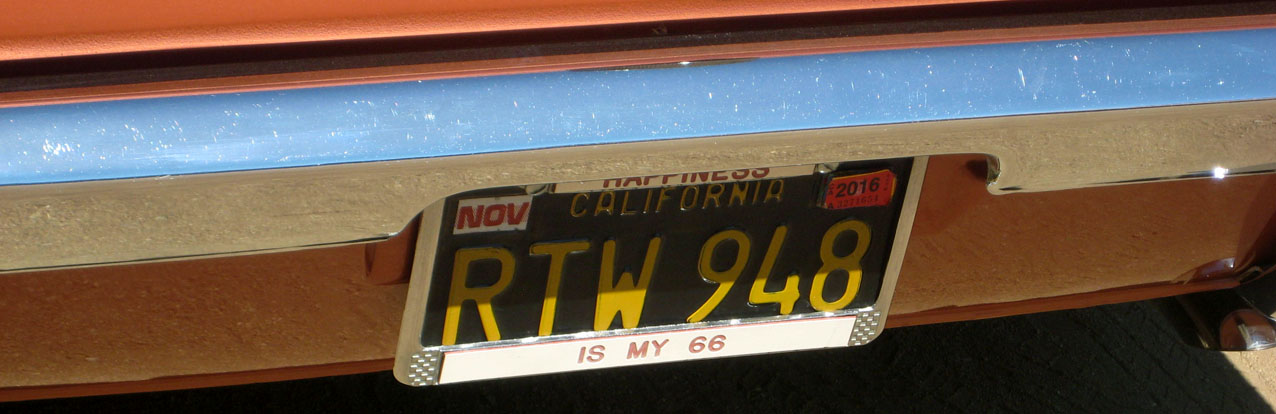 HAPPINESS
NOV
CALIFORNIA
2016
RTW 948
IS MY 66